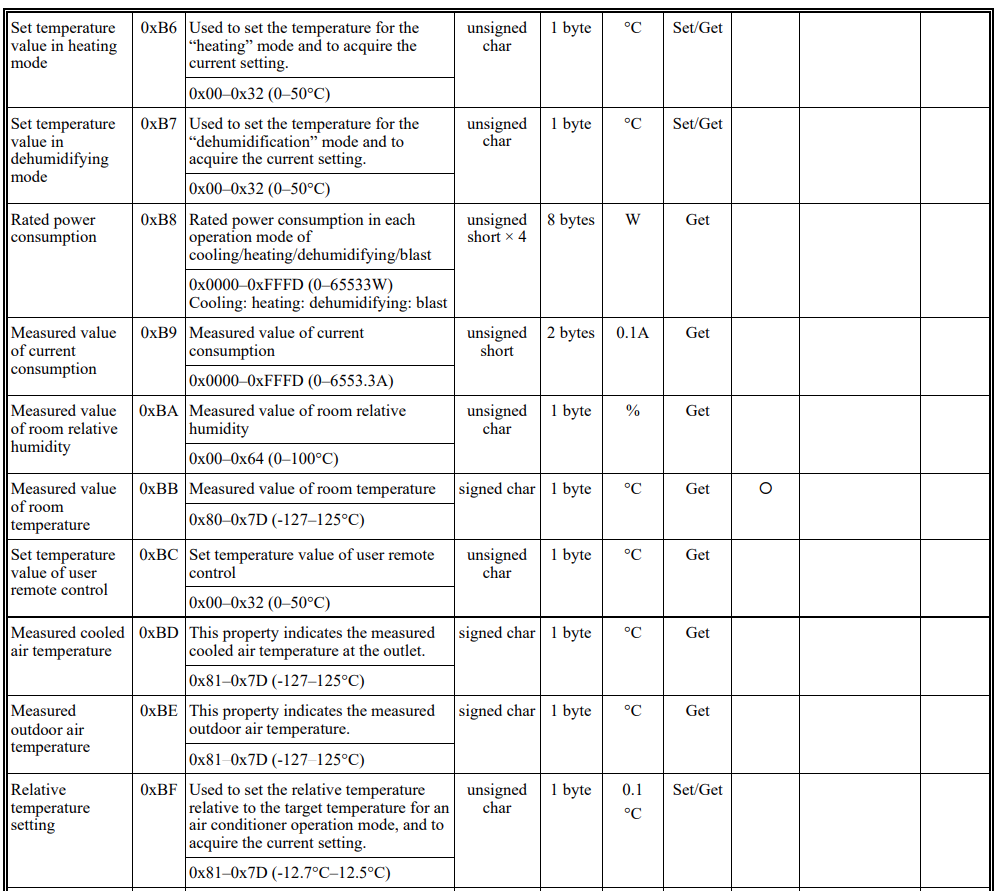 Set temperature value in heating mode | 0xB6 | Used to set the temperature for the “heating” mode and to acquire the current setting. | unsigned char | 1 byte | °C | Set/Get
0x00–0x32 (0–50°C)
Set temperature value in dehumidifying mode | 0xB7 | Used to set the temperature for the “dehumidification” mode and to acquire the current setting. | unsigned char | 1 byte | °C | Set/Get
0x00–0x32 (0–50°C)
Rated power consumption | 0xB8 | Rated power consumption in each operation mode of cooling/heating/dehumidifying/blast | unsigned short × 4 | 8 bytes | W | Get
0x0000–0xFFFD (0–65533W)
Cooling: heating: dehumidifying: blast
Measured value of current consumption | 0xB9 | Measured value of current consumption | unsigned short | 2 bytes | 0.1A | Get
0x0000–0xFFFD (0–6553.3A)
Measured value of room relative humidity | 0xBA | Measured value of room relative humidity | unsigned char | 1 byte | % | Get
0x00–0x64 (0–100°C)
Measured value of room temperature | 0xBB | Measured value of room temperature | signed char | 1 byte | °C | Get | ○
0x80–0x7D (-127–125°C)
Set temperature value of user remote control | 0xBC | Set temperature value of user remote control | unsigned char | 1 byte | °C | Get
0x00–0x32 (0–50°C)
Measured cooled air temperature | 0xBD | This property indicates the measured cooled air temperature at the outlet. | signed char | 1 byte | °C | Get
0x81–0x7D (-127–125°C)
Measured outdoor air temperature | 0xBE | This property indicates the measured outdoor air temperature. | signed char | 1 byte | °C | Get
0x81–0x7D (-127–125°C)
Relative temperature setting | 0xBF | Used to set the relative temperature relative to the target temperature for an air conditioner operation mode, and to acquire the current setting. | unsigned char | 1 byte | 0.1 °C | Set/Get
0x81–0x7D (-12.7°C–12.5°C)